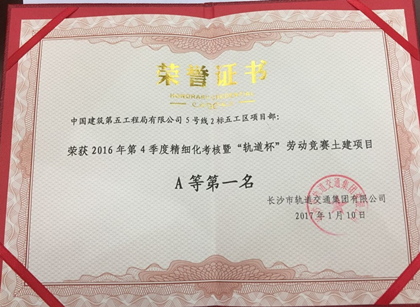 荣誉证书
中国建筑第五工程局有限公司5号线2标五工区项目部：
荣获2016年第4季度精细化考核暨“轨道杯”劳动竞赛土建项目
A等第一名
长沙市轨道交通集团有限公司
2017年1月10日